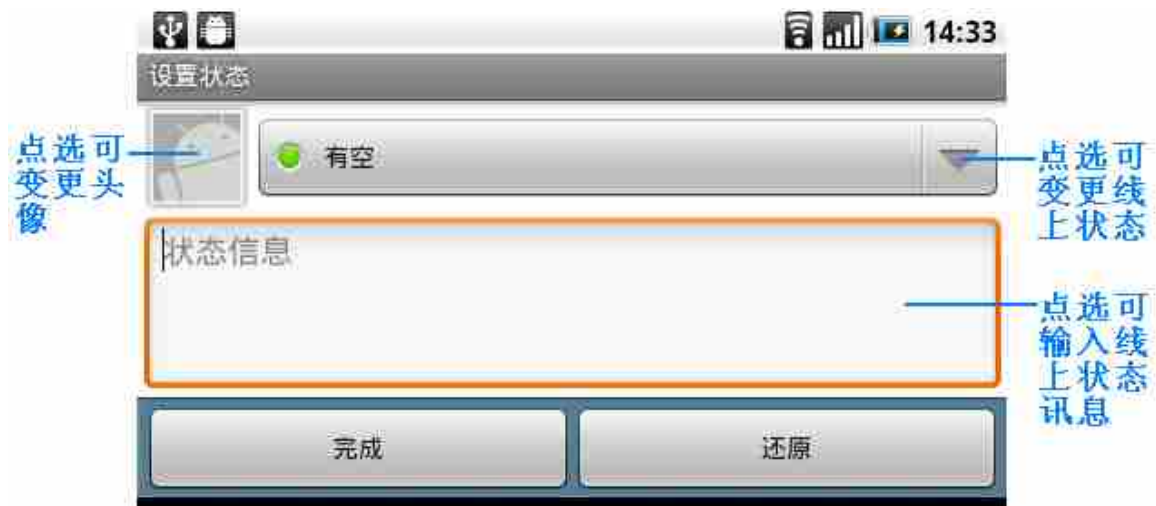 14:33
设置状态
点选可
变更头
像
有空
点选可
变更线
上状态
状态信息
点选可
输入线
上状态
讯息
完成
还原